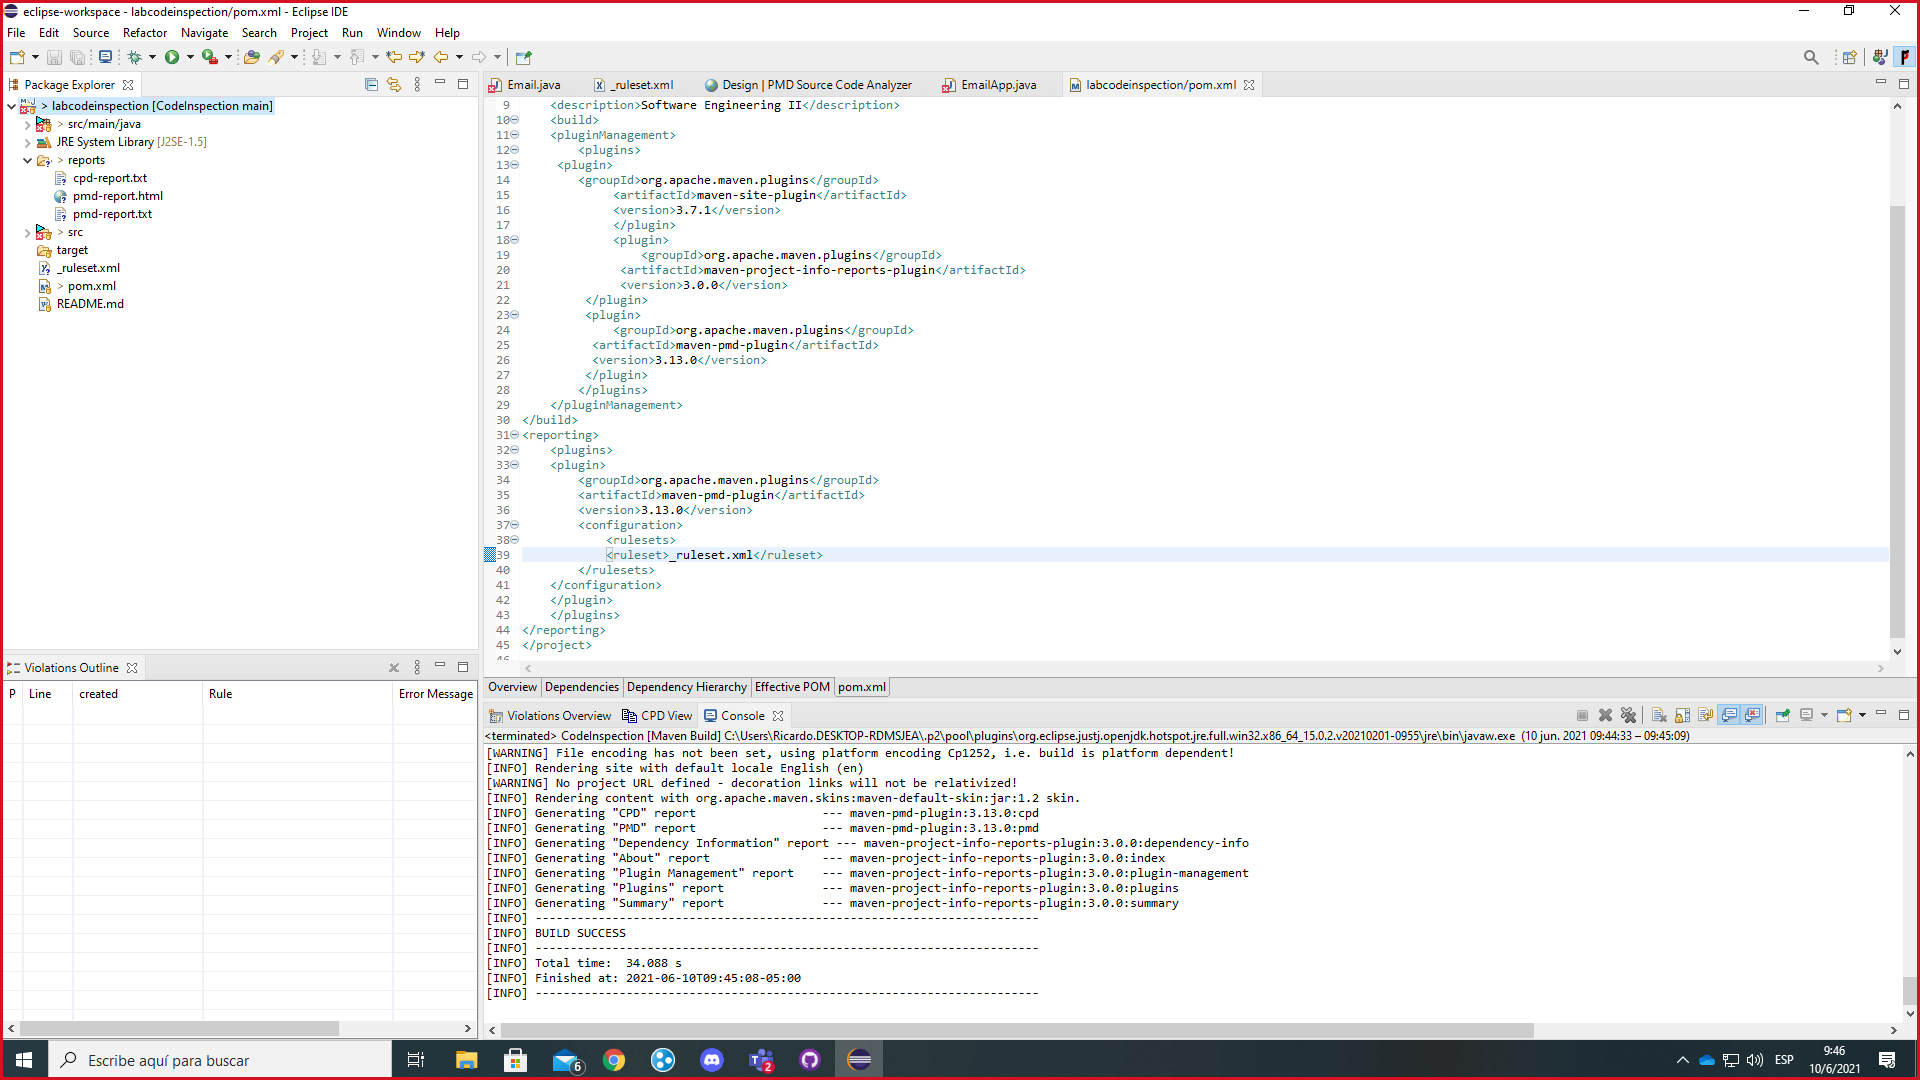 eclipse-workspace - labcodeinspection/pom.xml - Eclipse IDE
File Edit Source Refactor Navigate Search Project Run Window Help
Package Explorer
> labcodeinspection [CodeInspection main]
> src/main/java
JRE System Library [J2SE-1.5]
> reports
cpd-report.txt
pmd-report.html
pmd-report.txt
> src
target
_ruleset.xml
> pom.xml
README.md
Violations Outline
P Line created Rule Error Message
Email.java _ruleset.xml Design | PMD Source Code Analyzer EmailApp.java labcodeinspection/pom.xml
9 <description>Software Engineering II</description>
10 <build>
11 <pluginManagement>
12 <plugins>
13 <plugin>
14 <groupId>org.apache.maven.plugins</groupId>
15 <artifactId>maven-site-plugin</artifactId>
16 <version>3.7.1</version>
17 </plugin>
18 <plugin>
19 <groupId>org.apache.maven.plugins</groupId>
20 <artifactId>maven-project-info-reports-plugin</artifactId>
21 <version>3.0.0</version>
22 </plugin>
23 <plugin>
24 <groupId>org.apache.maven.plugins</groupId>
25 <artifactId>maven-pmd-plugin</artifactId>
26 <version>3.13.0</version>
27 </plugin>
28 </plugins>
29 </pluginManagement>
30 </build>
31 <reporting>
32 <plugins>
33 <plugin>
34 <groupId>org.apache.maven.plugins</groupId>
35 <artifactId>maven-pmd-plugin</artifactId>
36 <version>3.13.0</version>
37 <configuration>
38 <rulesets>
39 <ruleset>_ruleset.xml</ruleset>
40 </rulesets>
41 </configuration>
42 </plugin>
43 </plugins>
44 </reporting>
45 </project>
46
Overview Dependencies Dependency Hierarchy Effective POM pom.xml
Violations Overview CPD View Console
<terminated> CodeInspection [Maven Build] C:\Users\Ricardo.DESKTOP-RDMSJEA\.p2\pool\plugins\org.eclipse.justj.openjdk.hotspot.jre.full.win32.x86_64_15.0.2.v20210201-0955\jre\bin\javaw.exe (10 jun. 2021 09:44:33 – 09:45:09)
[WARNING] File encoding has not been set, using platform encoding Cp1252, i.e. build is platform dependent!
[INFO] Rendering site with default locale English (en)
[WARNING] No project URL defined - decoration links will not be relativized!
[INFO] Rendering content with org.apache.maven.skins:maven-default-skin:jar:1.2 skin.
[INFO] Generating "CPD" report --- maven-pmd-plugin:3.13.0:cpd
[INFO] Generating "PMD" report --- maven-pmd-plugin:3.13.0:pmd
[INFO] Generating "Dependency Information" report --- maven-project-info-reports-plugin:3.0.0:dependency-info
[INFO] Generating "About" report --- maven-project-info-reports-plugin:3.0.0:index
[INFO] Generating "Plugin Management" report --- maven-project-info-reports-plugin:3.0.0:plugin-management
[INFO] Generating "Plugins" report --- maven-project-info-reports-plugin:3.0.0:plugins
[INFO] Generating "Summary" report --- maven-project-info-reports-plugin:3.0.0:summary
[INFO] ------------------------------------------------------------------------
[INFO] BUILD SUCCESS
[INFO] ------------------------------------------------------------------------
[INFO] Total time: 34.088 s
[INFO] Finished at: 2021-06-10T09:45:08-05:00
[INFO] ------------------------------------------------------------------------
Escribe aquí para buscar
6
2
ESP
9:46
10/6/2021